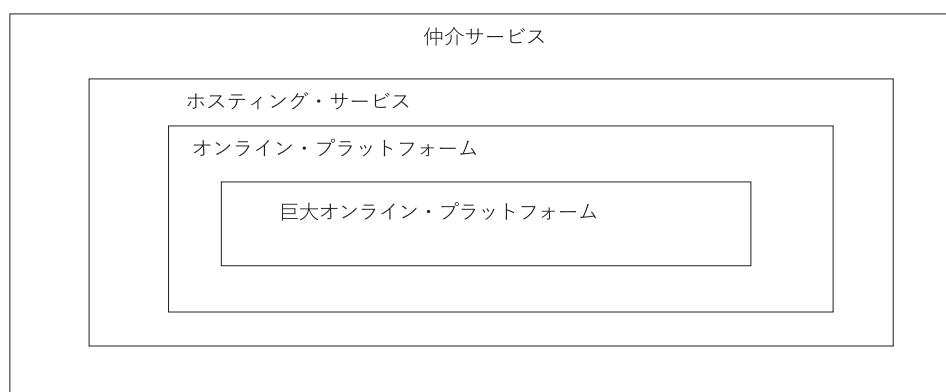 仲介サービス
ホスティング・サービス
オンライン・プラットフォーム
巨大オンライン・プラットフォーム